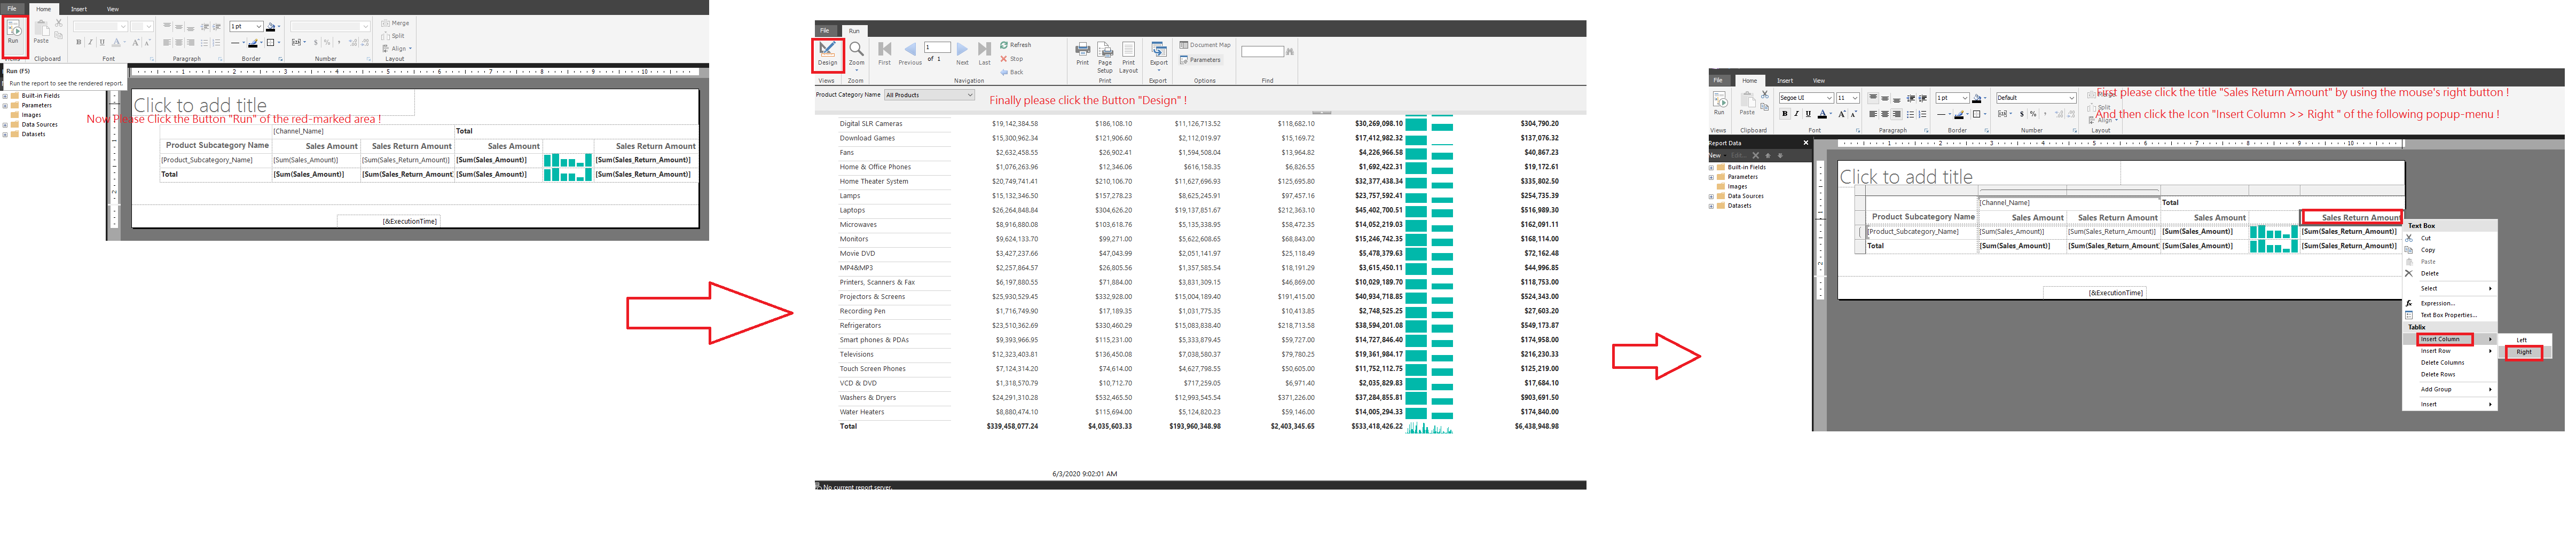 File Home Insert View
Run
Paste
1 pt
B I U A A A
$ %
Merge
Split
Align
Views Clipboard Font Paragraph Border Number Layout
Run (F5)
Run the report to see the rendered report.
Built-in Fields
Parameters
Images
Data Sources
Datasets
Click to add title
Now Please Click the Button "Run" of the red-marked area !
[Channel_Name] Total
Product Subcategory Name Sales Amount Sales Return Amount Sales Amount Sales Return Amount
[Product_Subcategory_Name] [Sum(Sales_Amount)] [Sum(Sales_Return_Amount)] [Sum(Sales_Amount)] [Sum(Sales_Return_Amount)]
Total [Sum(Sales_Amount)] [Sum(Sales_Return_Amount)] [Sum(Sales_Amount)] [Sum(Sales_Return_Amount)]
[&ExecutionTime]
File Run
Design Zoom First Previous 1 of 1 Next Last
Refresh
Stop
Back
Print Page Setup Print Layout Export
Document Map
Parameters
Views Zoom Navigation Print Export Options Find
Product Category Name All Products
Finally please click the Button "Design" !
Digital SLR Cameras $19,142,384.58 $186,108.10 $11,126,713.52 $118,682.10 $30,269,098.10 $304,790.20
Download Games $15,300,962.34 $121,906.60 $2,112,019.97 $15,169.72 $17,412,982.32 $137,076.32
Fans $2,632,458.55 $26,902.41 $1,594,508.04 $13,964.82 $4,226,966.58 $40,867.23
Home & Office Phones $1,076,263.96 $12,346.06 $616,158.35 $6,826.55 $1,692,422.31 $19,172.61
Home Theater System $20,749,741.41 $210,106.70 $11,627,696.93 $125,695.80 $32,377,438.34 $335,802.50
Lamps $15,132,346.50 $157,278.23 $8,625,245.91 $97,457.16 $23,757,592.41 $254,735.39
Laptops $26,264,848.84 $304,626.20 $19,137,851.67 $212,363.10 $45,402,700.51 $516,989.30
Microwaves $8,916,880.08 $103,618.76 $5,135,338.95 $58,472.35 $14,052,219.03 $162,091.11
Monitors $9,624,133.70 $99,271.00 $5,622,608.65 $68,843.00 $15,246,742.35 $168,114.00
Movie DVD $3,427,237.66 $47,043.99 $2,051,141.97 $25,118.49 $5,478,379.63 $72,162.48
MP4&MP3 $2,257,864.57 $26,805.56 $1,357,585.54 $18,191.29 $3,615,450.11 $44,996.85
Printers, Scanners & Fax $6,197,880.55 $71,884.00 $3,831,309.15 $46,869.00 $10,029,189.70 $118,753.00
Projectors & Screens $25,930,529.45 $332,928.00 $15,004,189.40 $191,415.00 $40,934,718.85 $524,343.00
Recording Pen $1,716,749.90 $17,189.35 $1,031,775.35 $10,413.85 $2,748,525.25 $27,603.20
Refrigerators $23,510,362.69 $330,460.29 $15,083,838.40 $218,713.58 $38,594,201.08 $549,173.87
Smart phones & PDAs $9,393,966.95 $115,231.00 $5,333,879.45 $59,727.00 $14,727,846.40 $174,958.00
Televisions $12,323,403.81 $136,450.08 $7,038,580.37 $79,780.25 $19,361,984.17 $216,230.33
Touch Screen Phones $7,124,314.20 $74,614.00 $4,627,798.55 $50,605.00 $11,752,112.75 $125,219.00
VCD & DVD $1,318,570.79 $10,712.70 $717,259.05 $6,971.40 $2,035,829.83 $17,684.10
Washers & Dryers $24,291,310.28 $532,465.50 $12,993,545.54 $371,226.00 $37,284,855.81 $903,691.50
Water Heaters $8,880,474.10 $115,694.00 $5,124,820.23 $59,146.00 $14,005,294.33 $174,840.00
Total $339,458,077.24 $4,035,603.33 $193,960,348.98 $2,403,345.65 $533,418,426.22 $6,438,948.98
6/3/2020 9:02:01 AM
No current report server.
File Home Insert View
Run
Paste
Segoe UI 11 1 pt Default
B I U A A A
$ %
Split
Align
Views Clipboard Font Paragraph Border Number Layout
First please click the title "Sales Return Amount" by using the mouse's right button !
And then click the Icon "Insert Column >> Right " of the following popup-menu !
Report Data
New Edit...
Built-in Fields
Parameters
Images
Data Sources
Datasets
Click to add title
[Channel_Name] Total
Product Subcategory Name Sales Amount Sales Return Amount Sales Amount Sales Return Amount
[Product_Subcategory_Name] [Sum(Sales_Amount)] [Sum(Sales_Return_Amount)] [Sum(Sales_Amount)] [Sum(Sales_Return_Amount)]
Total [Sum(Sales_Amount)] [Sum(Sales_Return_Amount)] [Sum(Sales_Amount)] [Sum(Sales_Return_Amount)]
[&ExecutionTime]
Text Box
Cut
Copy
Paste
Delete
Select
Expression...
Text Box Properties...
Tablix
Insert Column
Left
Insert Row
Right
Delete Columns
Delete Rows
Add Group
Insert